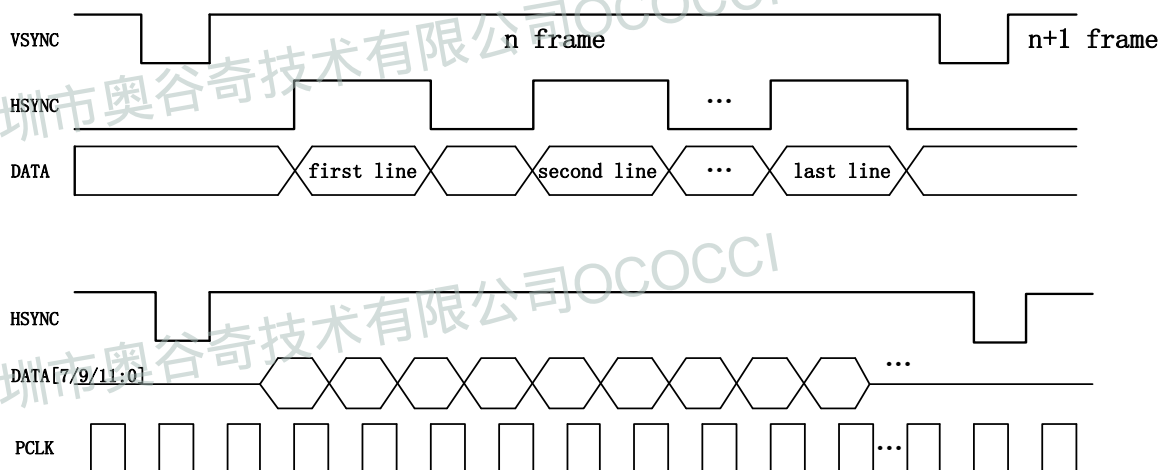 VSYNC
n frame
n+1 frame
HSYNC
...
DATA
first line
second line
...
last line
圳市奥谷奇技术有限公司OCOCCI
HSYNC
DATA[7/9/11:0]
...
PCLK
...
圳市奥谷奇技术有限公司OCOCCI